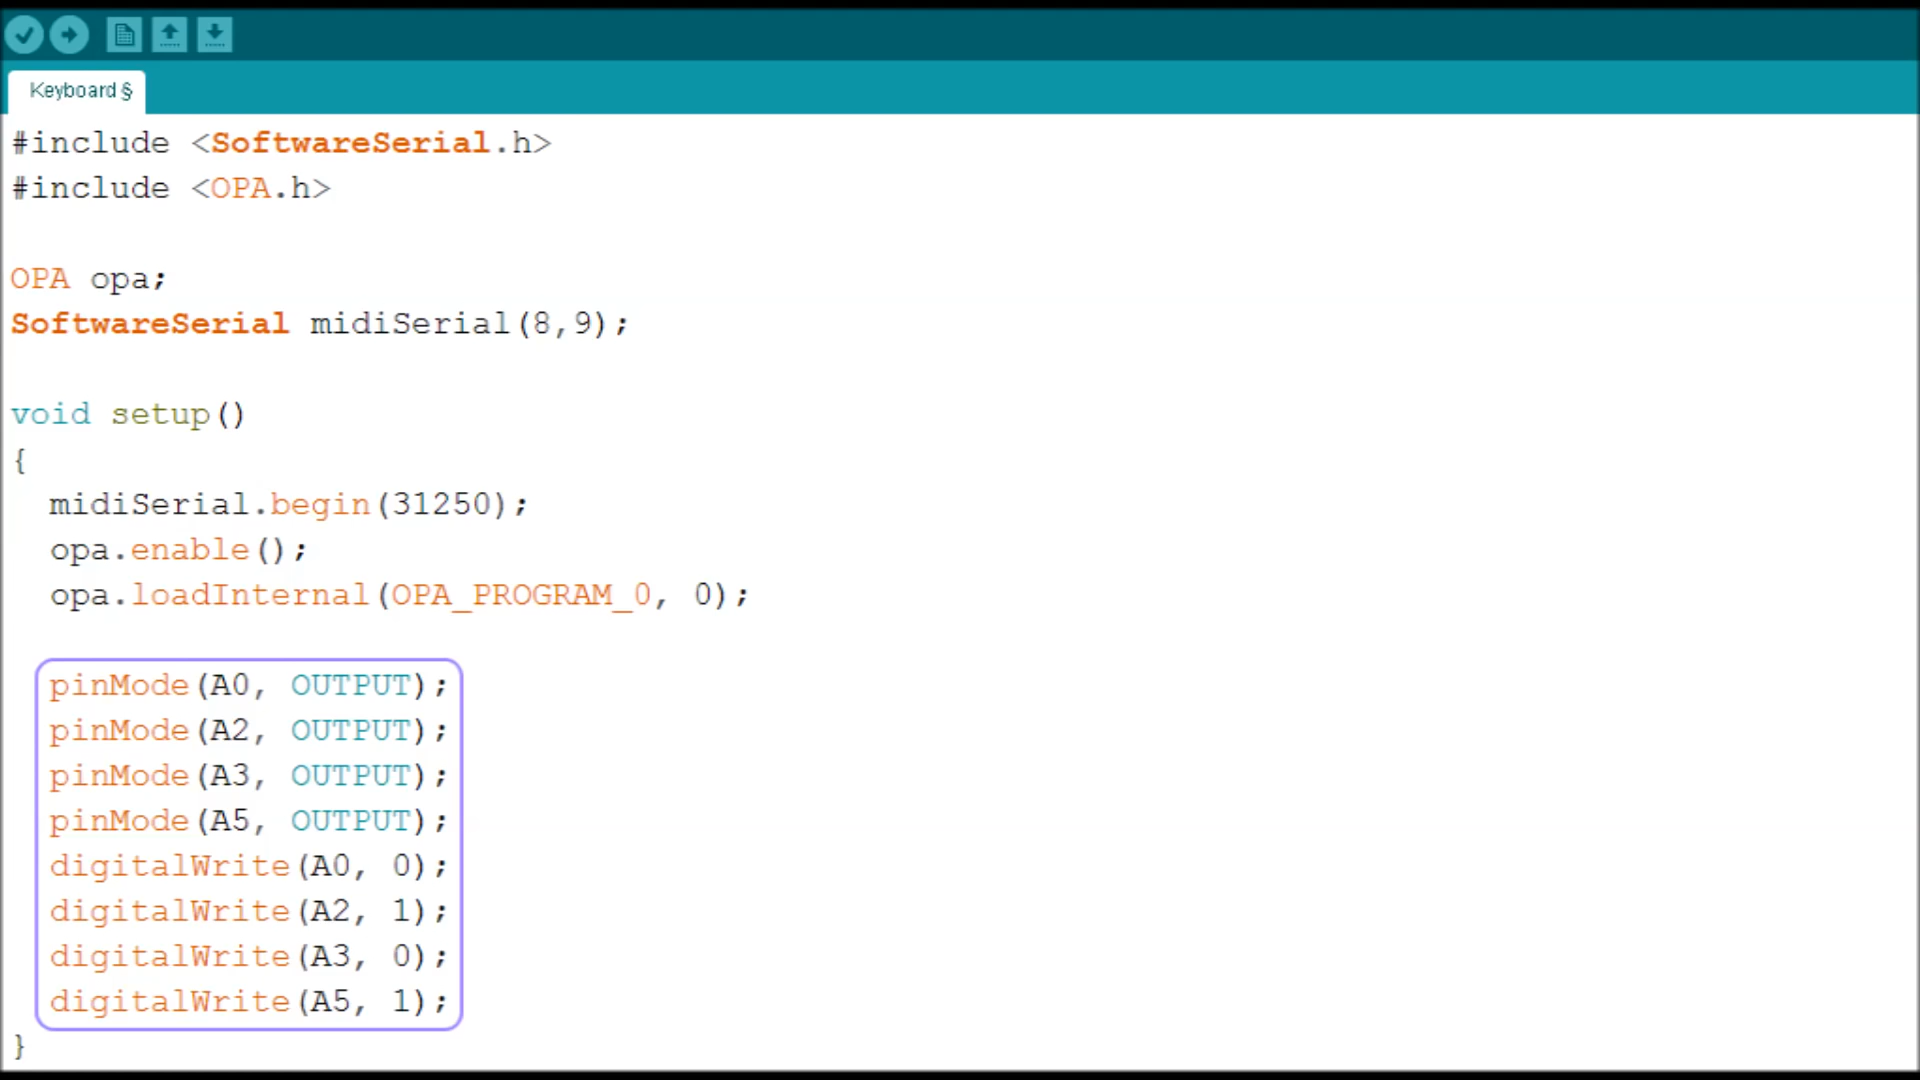 Keyboard §
#include <SoftwareSerial.h>
#include <OPA.h>
OPA opa;
SoftwareSerial midiSerial(8,9);
void setup()
{
midiSerial.begin(31250);
opa.enable();
opa.loadInternal(OPA_PROGRAM_0, 0);
pinMode(A0, OUTPUT);
pinMode(A2, OUTPUT);
pinMode(A3, OUTPUT);
pinMode(A5, OUTPUT);
digitalWrite(A0, 0);
digitalWrite(A2, 1);
digitalWrite(A3, 0);
digitalWrite(A5, 1);
}